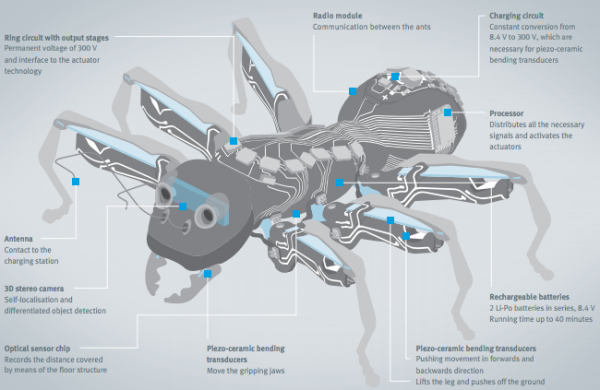 Ring circuit with output stages
Permanent voltage of 300 V
and interface to the actuator
technology
Radio module
Communication between the ants
Charging circuit
Constant conversion from
8.4 V to 300 V, which are
necessary for piezo-ceramic
bending transducers
Processor
Distributes all the necessary
signals and activates the
actuators
Antenna
Contact to the
charging station
3D stereo camera
Self-localisation and
differentiated object detection
Optical sensor chip
Records the distance covered
by means of the floor structure
Piezo-ceramic bending
transducers
Move the gripping jaws
Rechargeable batteries
2 Li-Po batteries in series, 8.4 V
Running time up to 40 minutes
Piezo-ceramic bending transducers
Pushing movement in forwards and
backwards direction
Lifts the leg and pushes off the ground